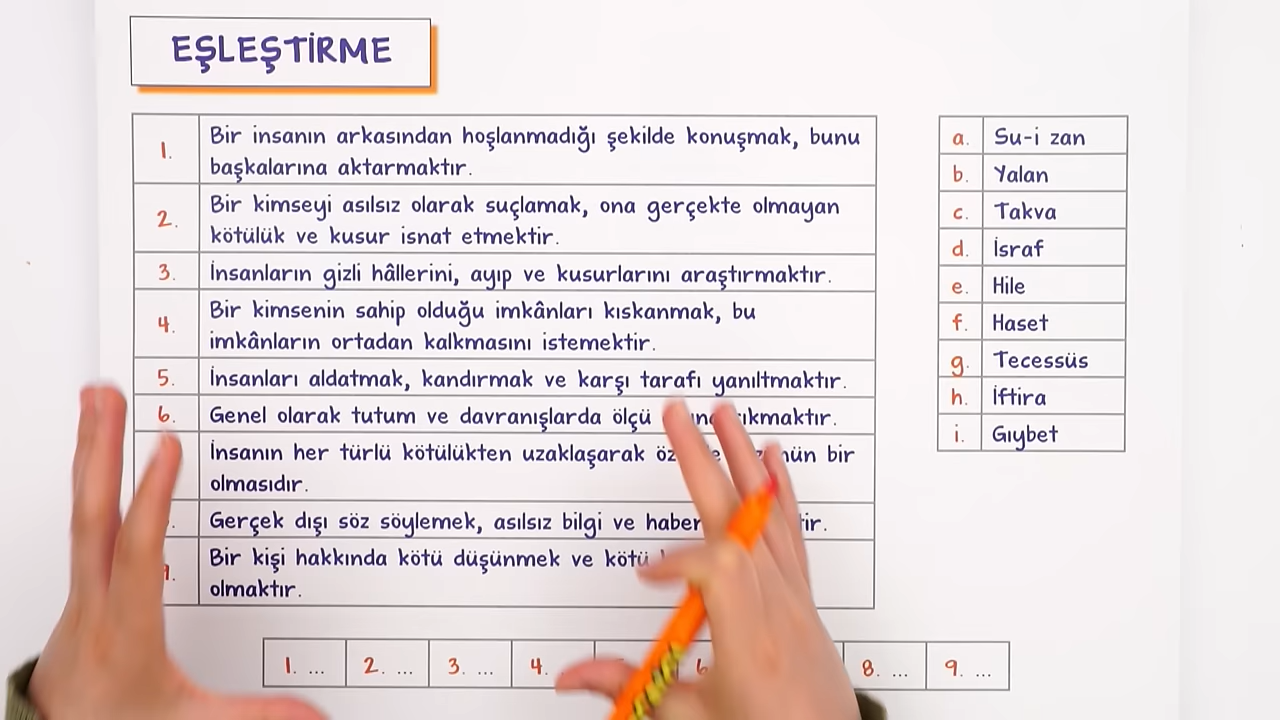 EŞLEŞTİRME
1. Bir insanın arkasından hoşlanmadığı şekilde konuşmak, bunu
başkalarına aktarmaktır.
2. Bir kimseyi asılsız olarak suçlamak, ona gerçekte olmayan
kötülük ve kusur isnat etmektir.
3. İnsanların gizli hâllerini, ayıp ve kusurlarını araştırmaktır.
4. Bir kimsenin sahip olduğu imkânları kıskanmak, bu
imkânların ortadan kalkmasını istemektir.
5. İnsanları aldatmak, kandırmak ve karşı tarafı yanıltmaktır.
6. Genel olarak tutum ve davranışlarda ölçü
İnsanın her türlü kötülükten uzaklaşarak bir
olmasıdır.
Gerçek dışı söz söylemek, asılsız bilgi ve haber
9. Bir kişi hakkında kötü düşünmek ve kötü
olmaktır.
a. Su-i zan
b. Yalan
c. Takva
d. İsraf
e. Hile
f. Haset
g. Tecessüs
h. İftira
i. Gıybet
1. ... 2. ... 3. ... 4. 6. 8. ... 9. ...